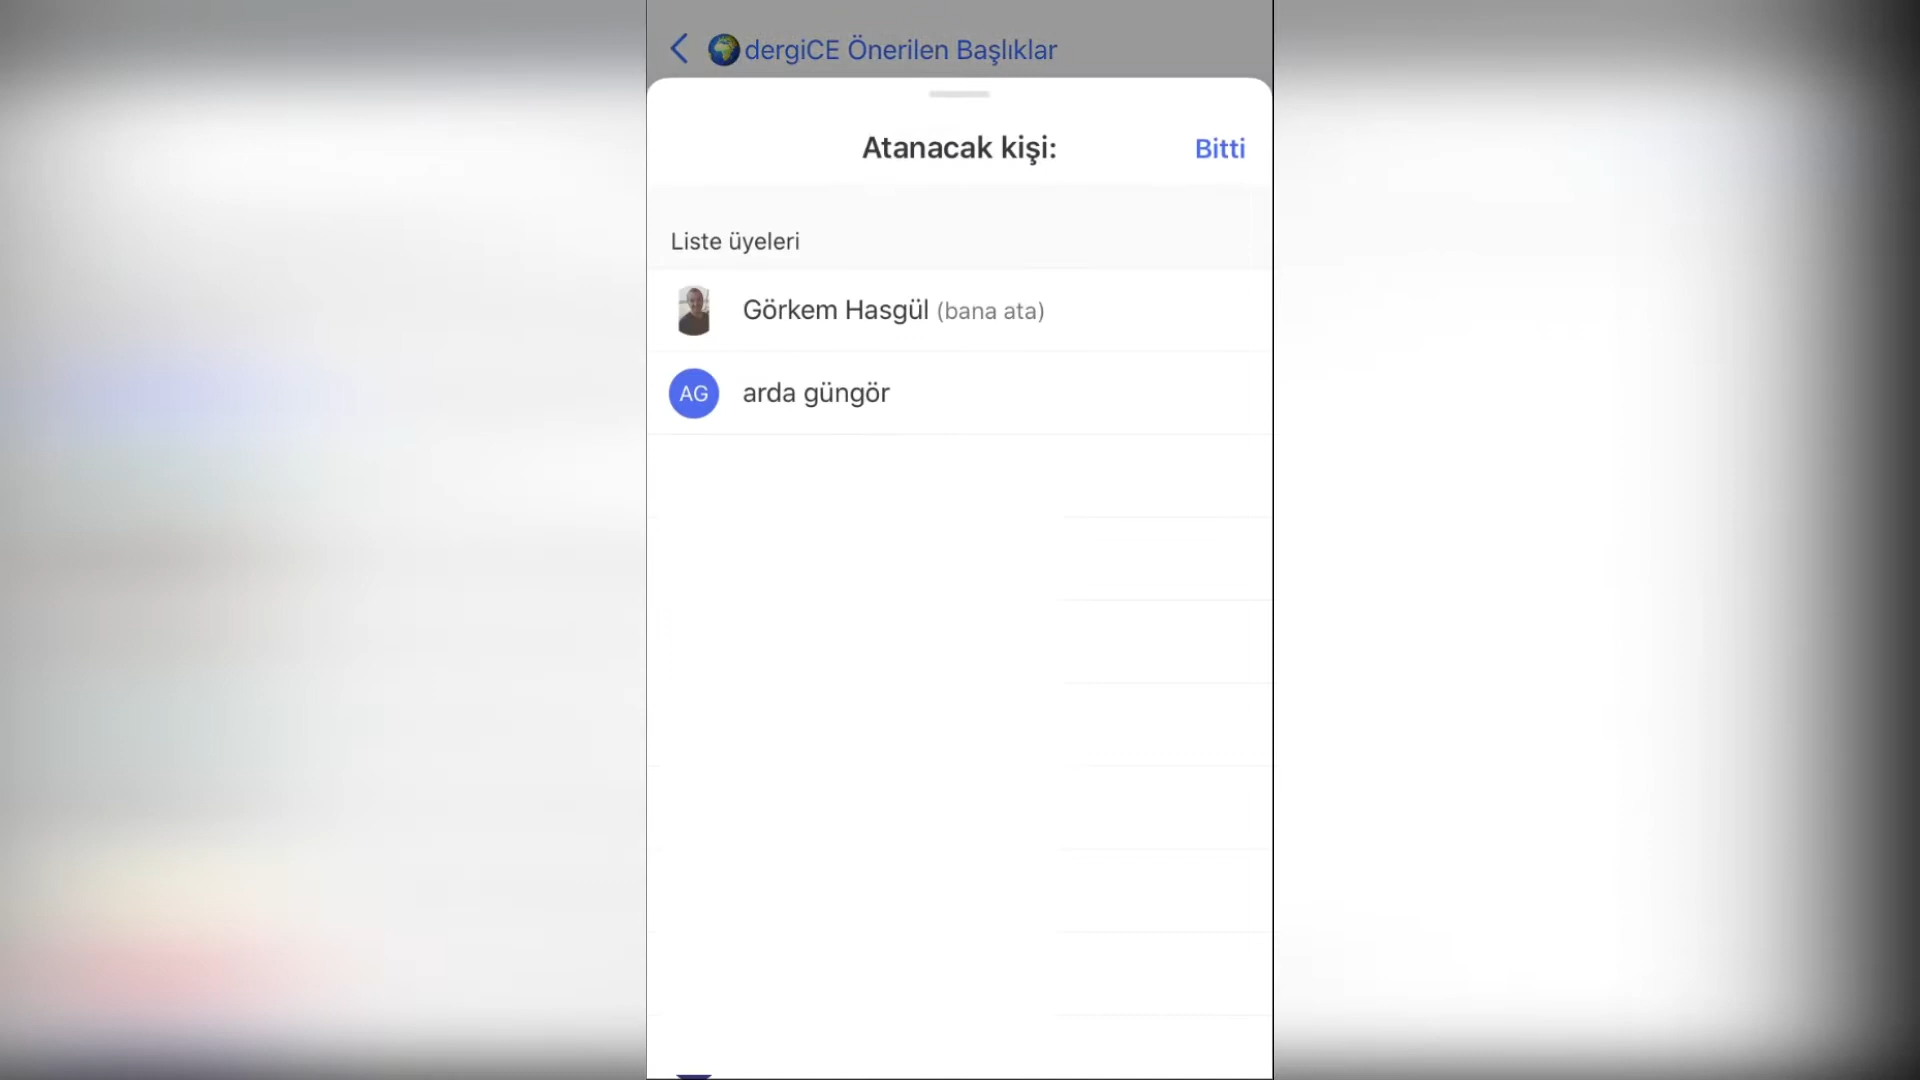 dergiCE Önerilen Başlıklar
Atanacak kişi:
Bitti
Liste üyeleri
Görkem Hasgül (bana ata)
AG
arda güngör